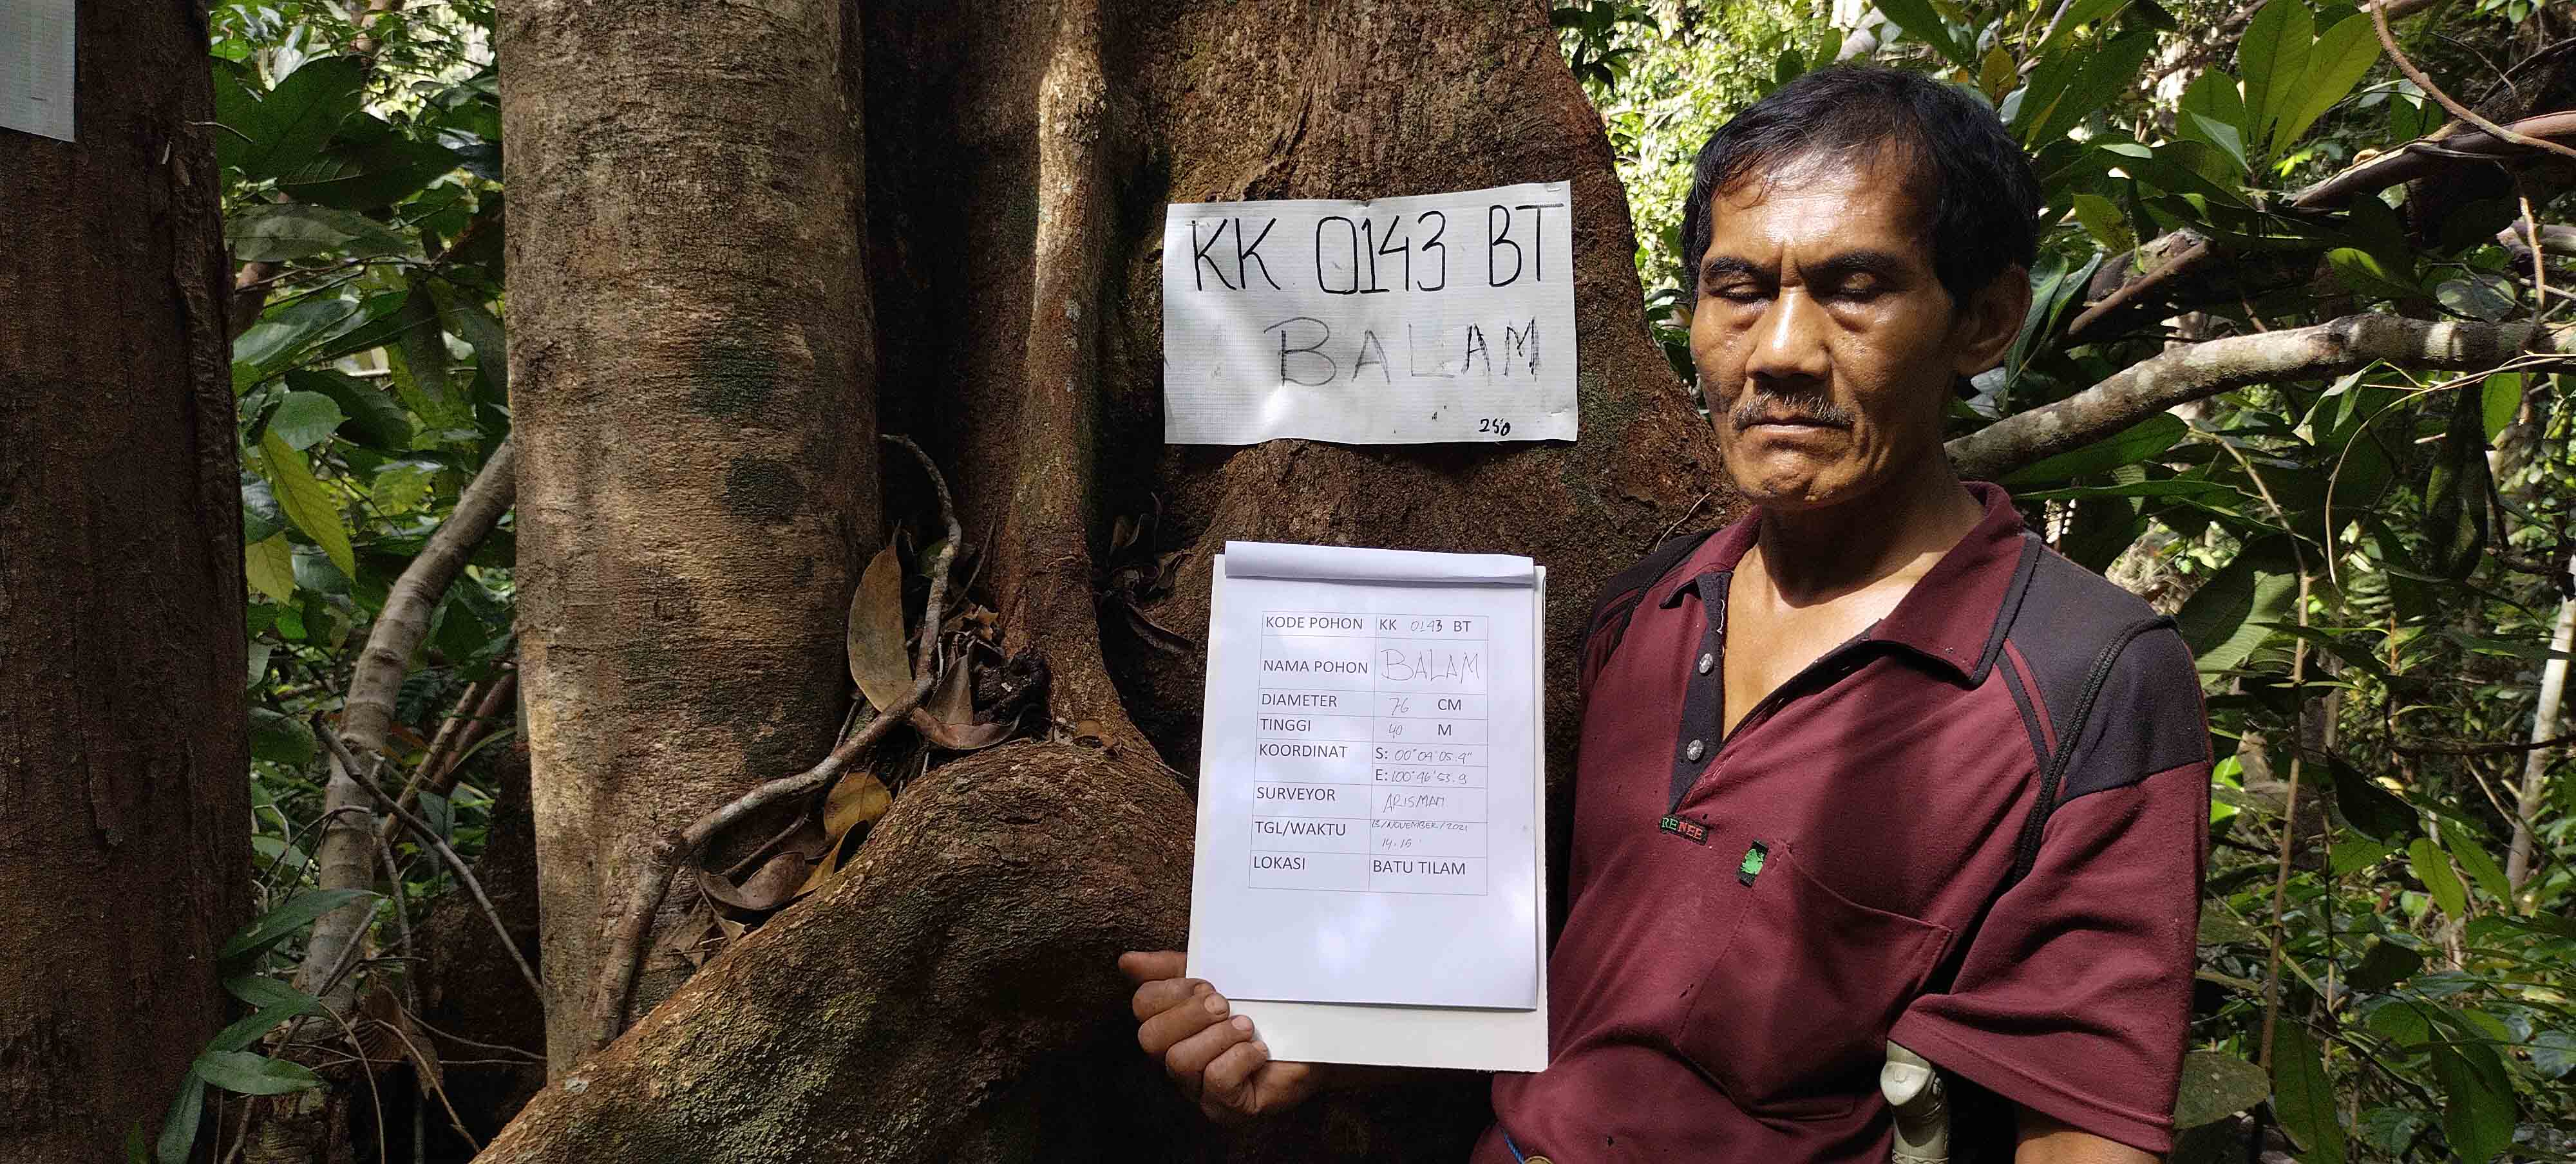 KK 0143 BT
BALAM
250
KODE POHON KK 0143 BT
NAMA POHON BALAM
DIAMETER 76 CM
TINGGI 40 M
KOORDINAT S: 00°04'05.4"
E: 100°46'53.9
SURVEYOR ARISMAN
TGL/WAKTU 13/NOVEMBER/2021
14.15
LOKASI BATU TILAM
RENEE